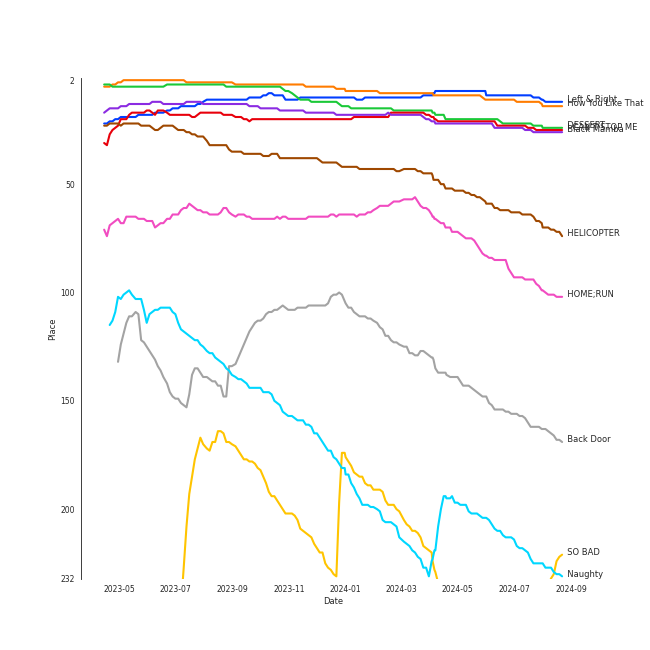 2
50
100
150
200
232
Place
2023-05
2023-07
2023-09
2023-11
2024-01
2024-03
2024-05
2024-07
2024-09
Date
Left & Right
How You Like That
DESSERT
STOP ME
Black Mamba
HELICOPTER
HOME;RUN
Back Door
SO BAD
Naughty